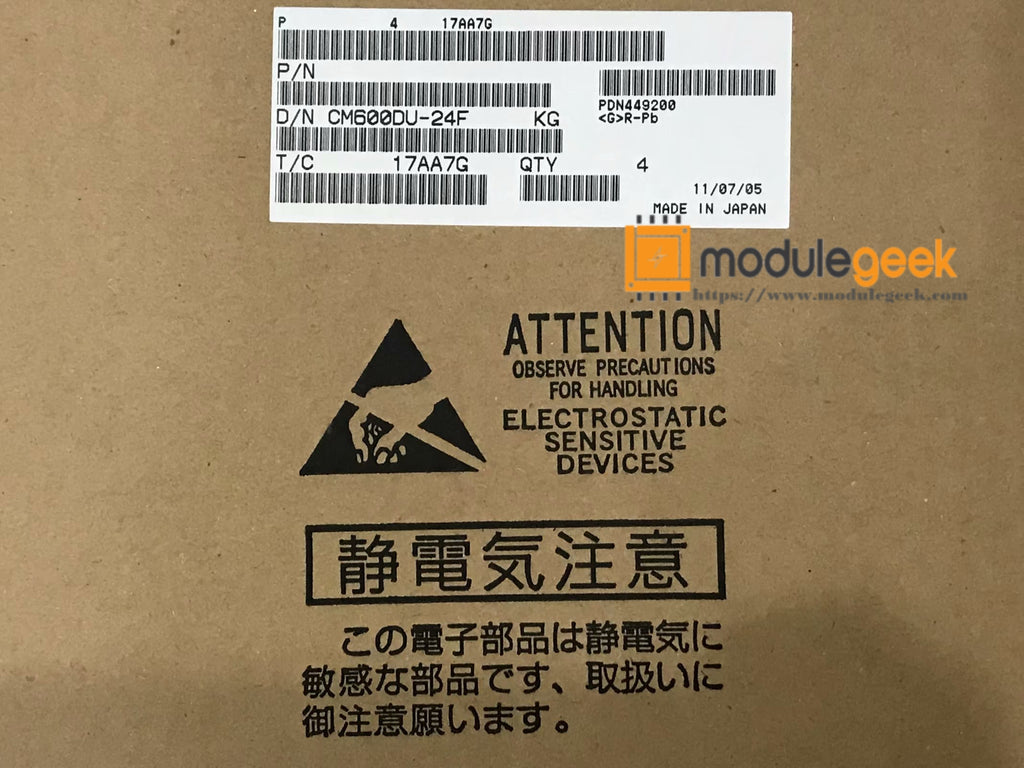 P 4 17AA7G
P/N
PDN449200
D/N CM600DU-24F KG
<G>R-Pb
T/C 17AA7G QTY 4
11/07/05
MADE IN JAPAN
modulegeek
https://www.modulegeek.com
ATTENTION
OBSERVE PRECAUTIONS
FOR HANDLING
ELECTROSTATIC
SENSITIVE
DEVICES
静電気注意
この電子部品は静電気に
敏感な部品です、取扱いに
御注意願います。